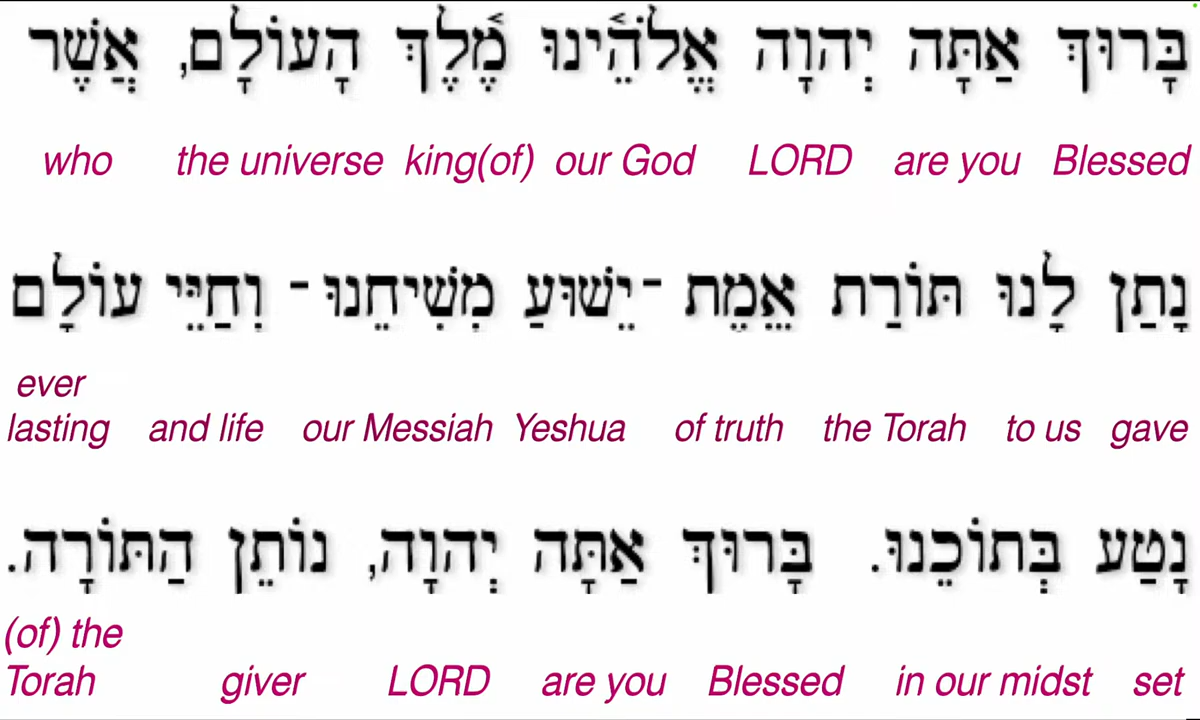 בָּרוּךְ אַתָּה יְהוָה אֱלֹהֵ֫ינוּ מֶ֫לֶךְ הָעוֹלָם, אֲשֶׁר
who the universe king(of) our God LORD are you Blessed
נָתַן לָנוּ תּוֹרַת אֱמֶת -יֵשׁוּעַ מְשִׁיחֵנוּ - וְחַיֵּי עוֹלָם
ever
lasting and life our Messiah Yeshua of truth the Torah to us gave
נָטַע בְּתוֹכֵנוּ. בָּרוּךְ אַתָּה יְהוָה, נוֹתֵן הַתּוֹרָה.
(of) the
Torah giver LORD are you Blessed in our midst set